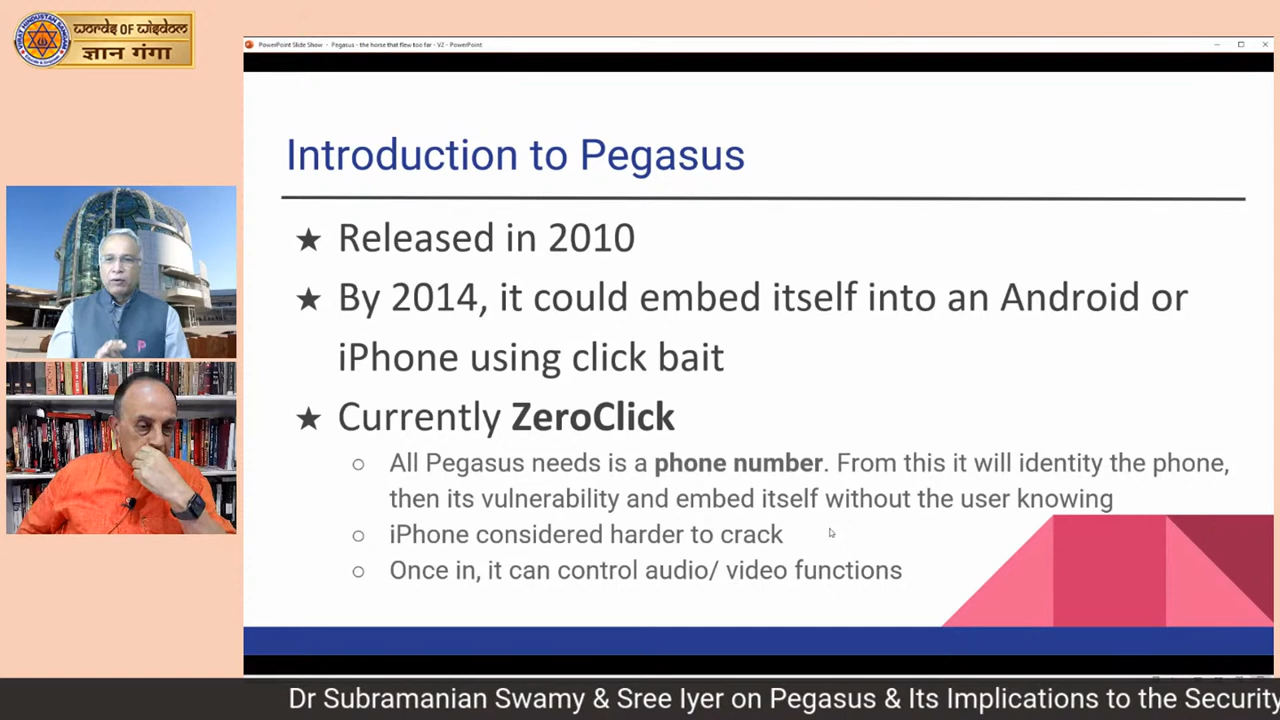 WORDS OF WISDOM
ज्ञान गंगा
PowerPoint Slide Show - Pegasus - the horse that flew too far - V2 - PowerPoint
Introduction to Pegasus
★ Released in 2010
★ By 2014, it could embed itself into an Android or
iPhone using click bait
★ Currently ZeroClick
○ All Pegasus needs is a phone number. From this it will identity the phone,
then its vulnerability and embed itself without the user knowing
○ iPhone considered harder to crack
○ Once in, it can control audio/ video functions
Dr Subramanian Swamy & Sree Iyer on Pegasus & Its Implications to the Security